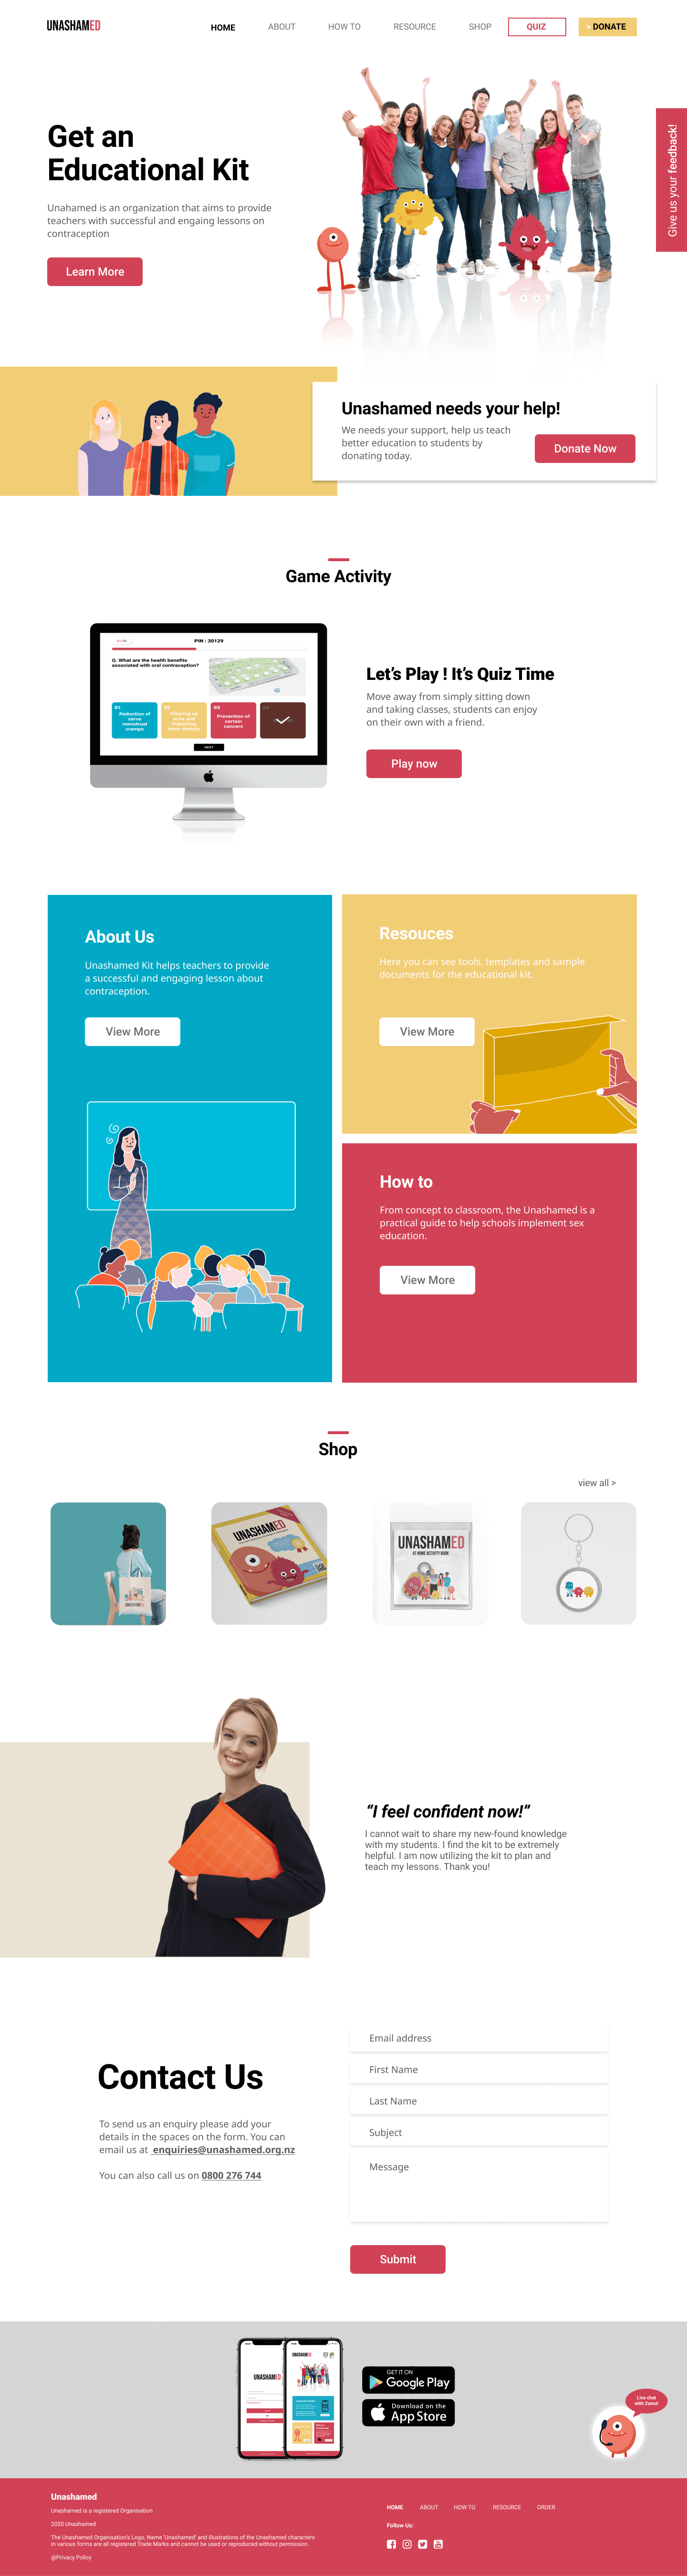 UNASHAMED
HOME ABOUT HOW TO RESOURCE SHOP QUIZ DONATE
Give us your feedback!
Get an
Educational Kit
Unahamed is an organization that aims to provide
teachers with successful and engaing lessons on
contraception
Learn More
Unashamed needs your help!
We needs your support, help us teach
better education to students by
donating today.
Donate Now
Game Activity
PIN : 20129
Q. What are the health benefits
associated with oral contraception?
01
Reduction of
serve
menstrual
cramps
02
03
Prevention of
certain
cancers
NEXT
Let's Play ! It's Quiz Time
Move away from simply sitting down
and taking classes, students can enjoy
on their own with a friend.
Play now
About Us
Unashamed Kit helps teachers to provide
a successful and engaging lesson about
contraception.
View More
Resouces
Here you can see tools, templates and sample
documents for the educational kit.
View More
How to
From concept to classroom, the Unashamed is a
practical guide to help schools implement sex
education.
View More
Shop
view all >
UNASHAMED
UNASHAMED
UNASHAMED
AT HOME ACTIVITY BOOK
“I feel confident now!”
I cannot wait to share my new-found knowledge
with my students. I find the kit to be extremely
helpful. I am now utilizing the kit to plan and
teach my lessons. Thank you!
Contact Us
To send us an enquiry please add your
details in the spaces on the form. You can
email us at enquiries@unashamed.org.nz
You can also call us on 0800 276 744
Email address
First Name
Last Name
Subject
Message
Submit
UNASHAMED
UNASHAMED
GET IT ON
Google Play
Download on the
App Store
Live chat
with Zumu!
Unashamed
Unashamed is a registered Organisation
2020 Unashamed
The Unashamed Organisation's Logo, Name 'Unashamed' and illustrations of the Unashamed characters
in various forms are all registered Trade Marks and cannot be used or reproduced without permission.
@Privacy Policy
HOME ABOUT HOW TO RESOURCE ORDER
Follow Us: